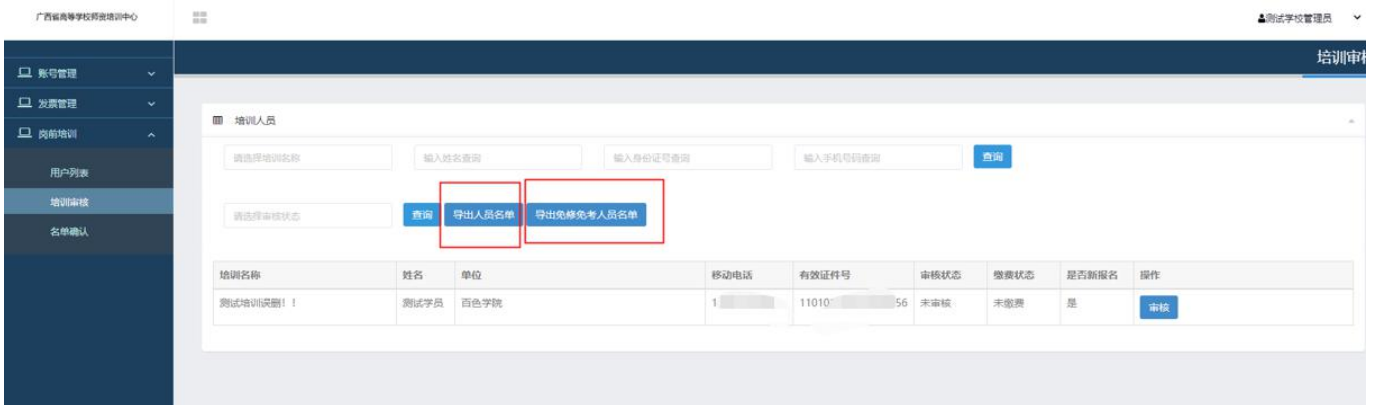 广西省高等学校师资培训中心
测试学校管理员
培训审核
账号管理
发票管理
岗前培训
用户列表
培训审核
名单确认
培训人员
请选择培训名称 输入姓名查询 输入身份证号查询 输入手机号码查询 查询
请选择审核状态 查询 导出人员名单 导出免修免考人员名单
培训名称 姓名 单位 移动电话 有效证件号 审核状态 缴费状态 是否新报名 操作
测试培训误删！！ 测试学员 百色学院 1 11010 56 未审核 未缴费 是 审核